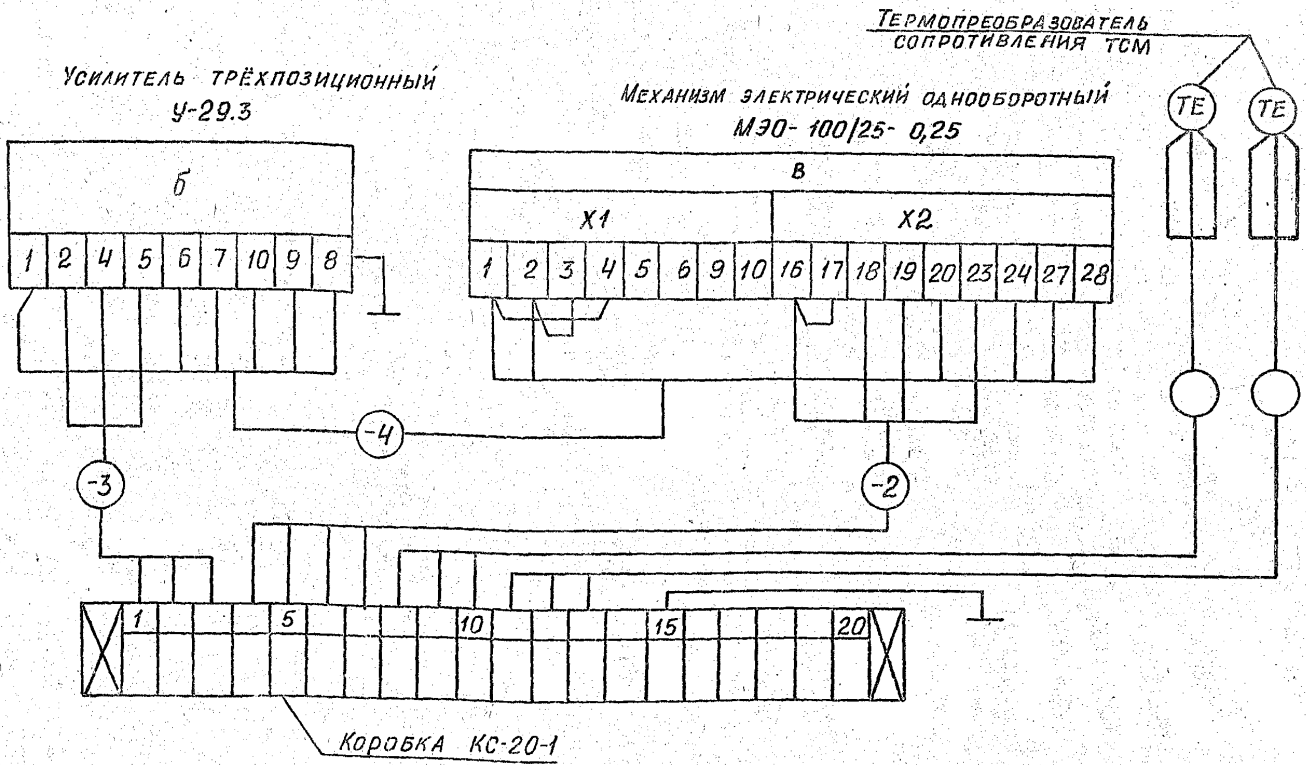 ТЕРМОПРЕОБРАЗОВАТЕЛЬ
СОПРОТИВЛЕНИЯ ТСМ
УСИЛИТЕЛЬ ТРЁХПОЗИЦИОННЫЙ
У-29.3
МЕХАНИЗМ ЭЛЕКТРИЧЕСКИЙ ОДНООБОРОТНЫЙ
МЭО-100/25-0,25
ТЕ ТЕ
б
В
Х1 Х2
1 2 4 5 6 7 10 9 8
1 2 3 4 5 6 9 10 16 17 18 19 20 23 24 27 28
-4
-3
-2
1 5 10 15 20
КОРОБКА КС-20-1